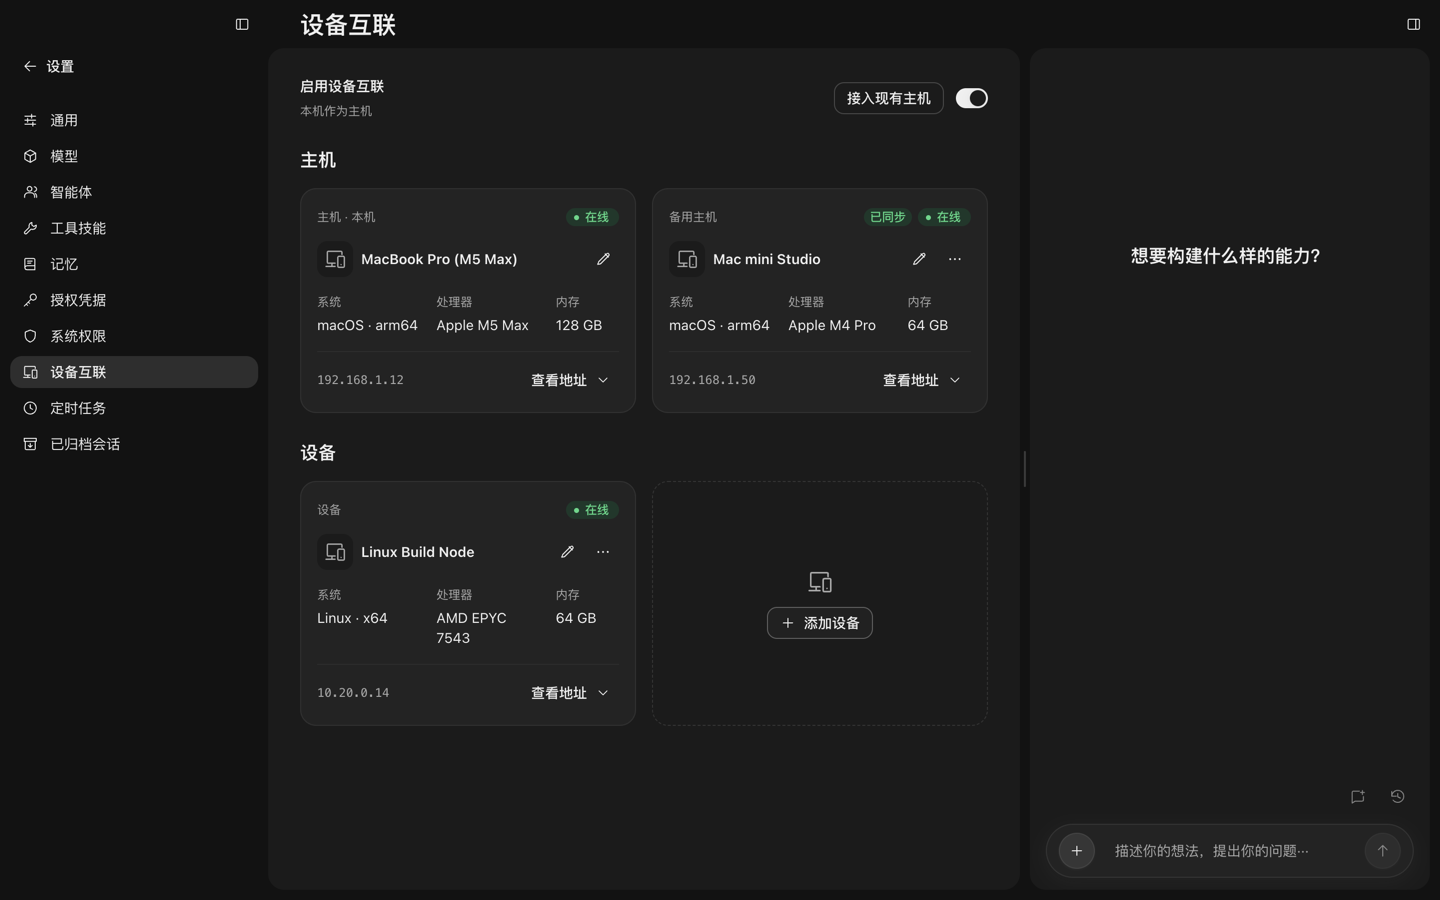 设备互联
设置
通用
模型
智能体
工具技能
记忆
授权凭据
系统权限
设备互联
定时任务
已归档会话
启用设备互联
本机作为主机
接入现有主机
主机
主机 · 本机
在线
MacBook Pro (M5 Max)
系统
处理器
内存
macOS · arm64
Apple M5 Max
128 GB
192.168.1.12
查看地址
备用主机
已同步
在线
Mac mini Studio
系统
处理器
内存
macOS · arm64
Apple M4 Pro
64 GB
192.168.1.50
查看地址
设备
设备
在线
Linux Build Node
系统
处理器
内存
Linux · x64
AMD EPYC
7543
64 GB
10.20.0.14
查看地址
添加设备
想要构建什么样的能力?
描述你的想法，提出你的问题…